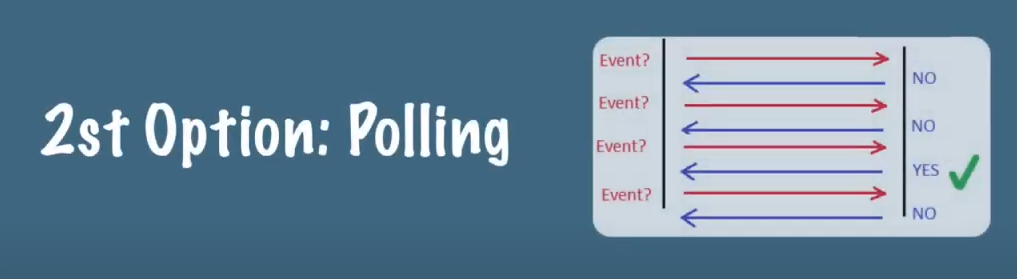 2st Option: Polling
Event?
NO
Event?
NO
Event?
YES
Event?
NO